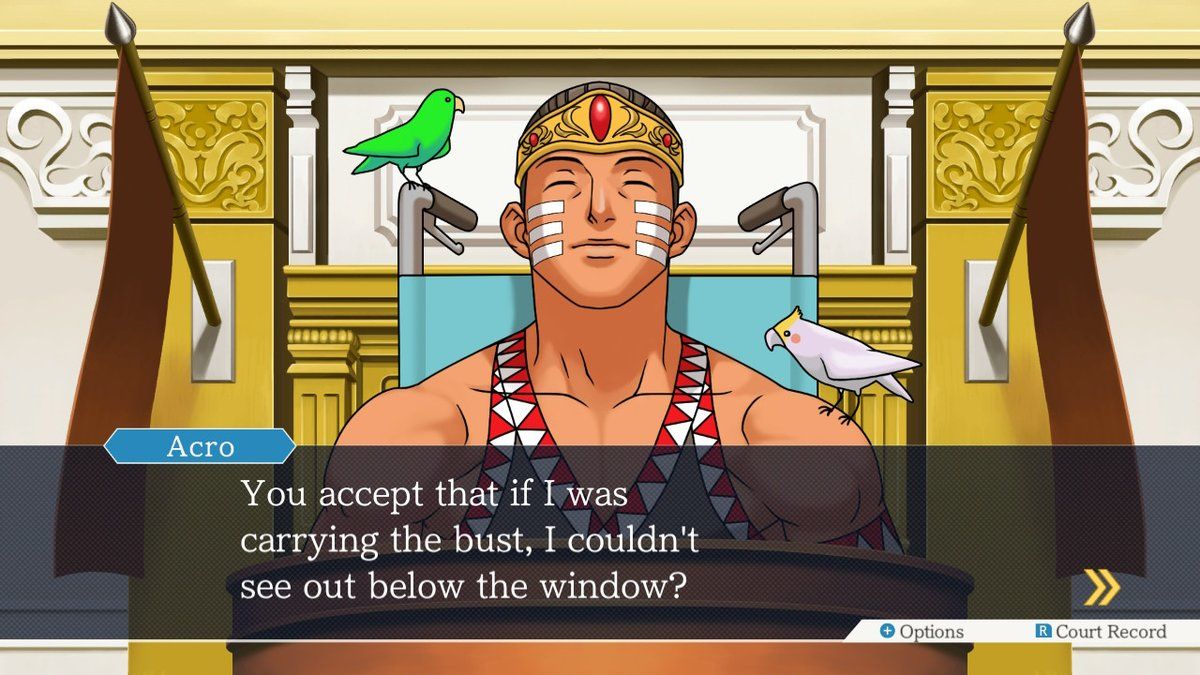 Acro
You accept that if I was
carrying the bust, I couldn't
see out below the window?
+ Options
R Court Record